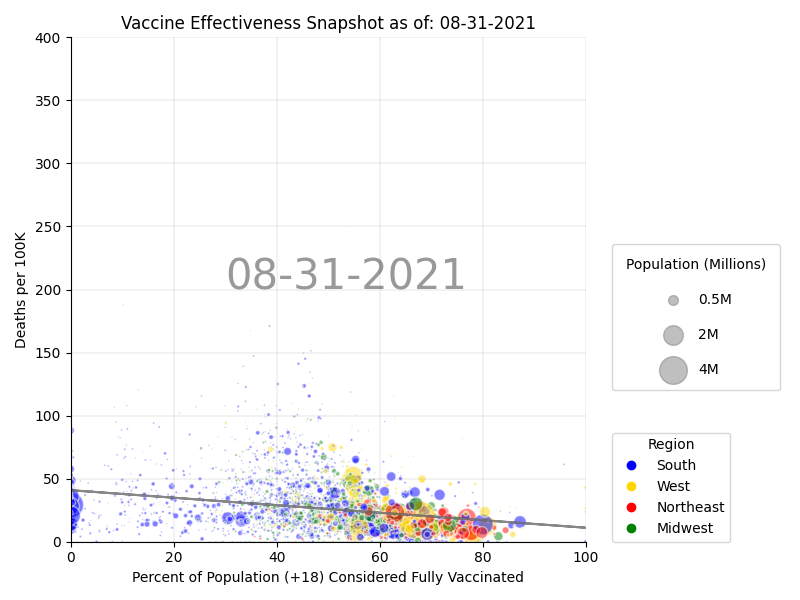 Vaccine Effectiveness Snapshot as of: 08-31-2021
400
350
300
250
200
150
100
50
0
Deaths per 100K
08-31-2021
0 20 40 60 80 100
Percent of Population (+18) Considered Fully Vaccinated
Population (Millions)
0.5M
2M
4M
Region
South
West
Northeast
Midwest